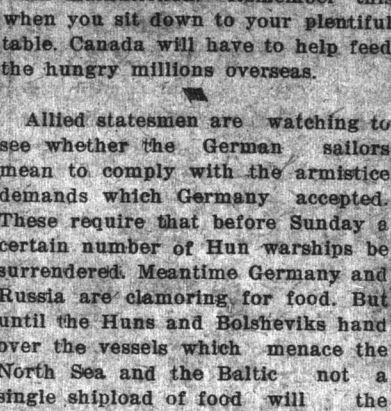 when you sit down to your plentiful
table. Canada will have to help feed
the hungry millions overseas.
Allied statesmen are watching to
see whether the German sailors
mean to comply with the armistice
demands which Germany accepted.
These require that before Sunday a
certain number of Hun warships be
surrendered. Meantime Germany and
Russia are clamoring for food. But
until the Huns and Bolsheviks hand
over the vessels which menace the
North Sea and the Baltic not a
single shipload of food will the